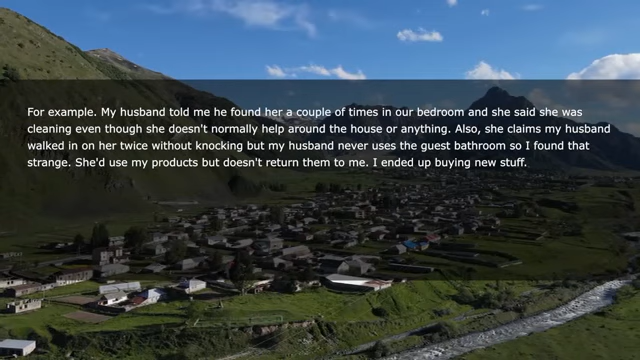 For example. My husband told me he found her a couple of times in our bedroom and she said she was
cleaning even though she doesn't normally help around the house or anything. Also, she claims my husband
walked in on her twice without knocking but my husband never uses the guest bathroom so I found that
strange. She'd use my products but doesn't return them to me. I ended up buying new stuff.